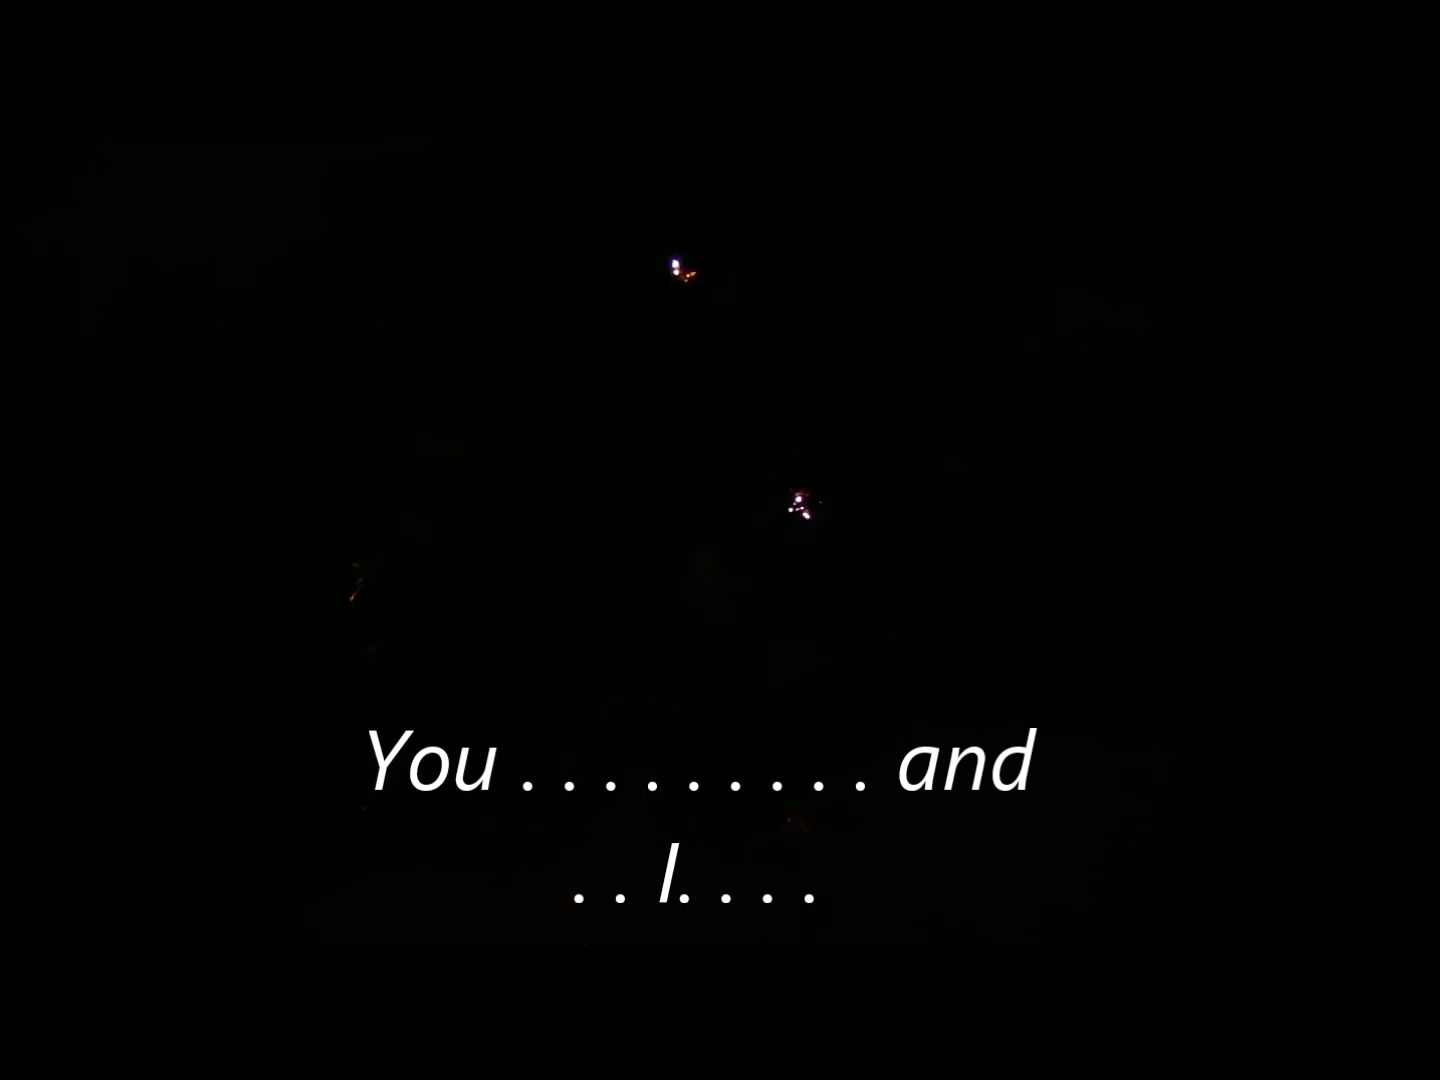 You . . . . . . . . . and
. . I. . . .